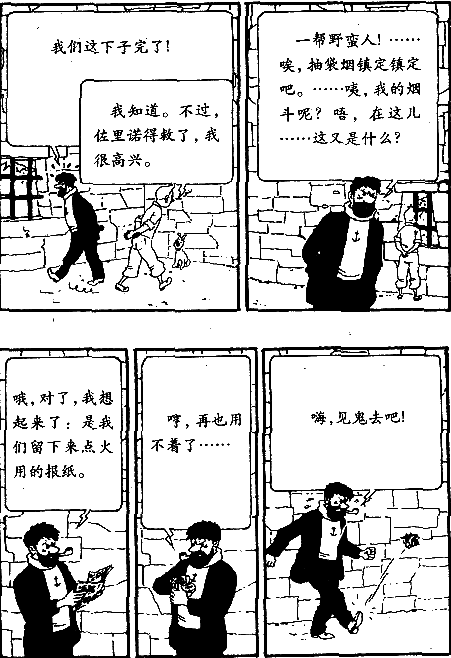 我们这下子完了!
我知道。不过,
佐里诺得救了,我
很高兴。
一帮野蛮人!……
唉,抽袋烟镇定镇定
吧。……咦,我的烟
斗呢?唔,在这儿
……这又是什么?
哦,对了,我想
起来了:是我
们留下来点火
用的报纸。
哼,再也用
不着了……
嗨,见鬼去吧!